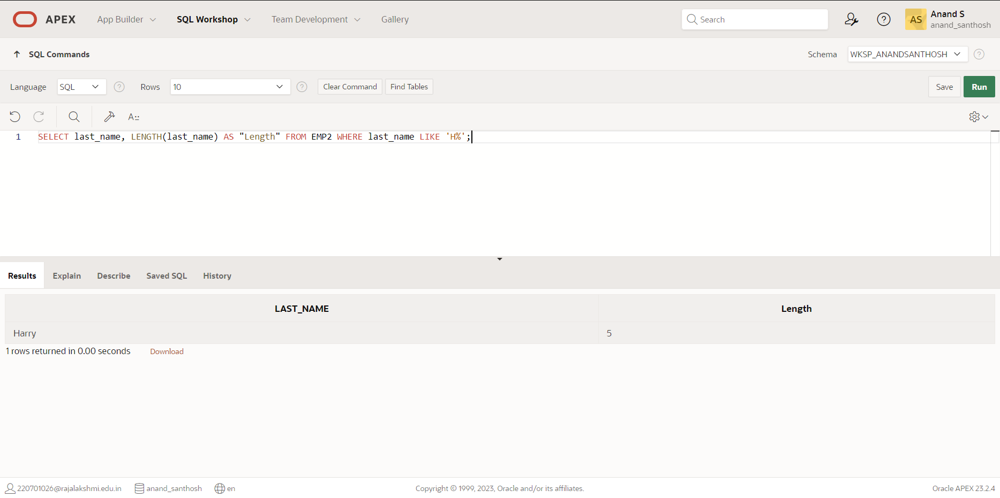 APEX App Builder SQL Workshop Team Development Gallery Search AS Anand S
anand_santhosh
SQL Commands Schema WKSP_ANANDSANTHOSH ?
Language SQL ? Rows 10 ? Clear Command Find Tables Save Run
A::
1 SELECT last_name, LENGTH(last_name) AS "Length" FROM EMP2 WHERE last_name LIKE 'H%';
Results Explain Describe Saved SQL History
LAST_NAME Length
Harry 5
1 rows returned in 0.00 seconds Download
220701026@rajalakshmi.edu.in anand_santhosh en Copyright © 1999, 2023, Oracle and/or its affiliates. Oracle APEX 23.2.4